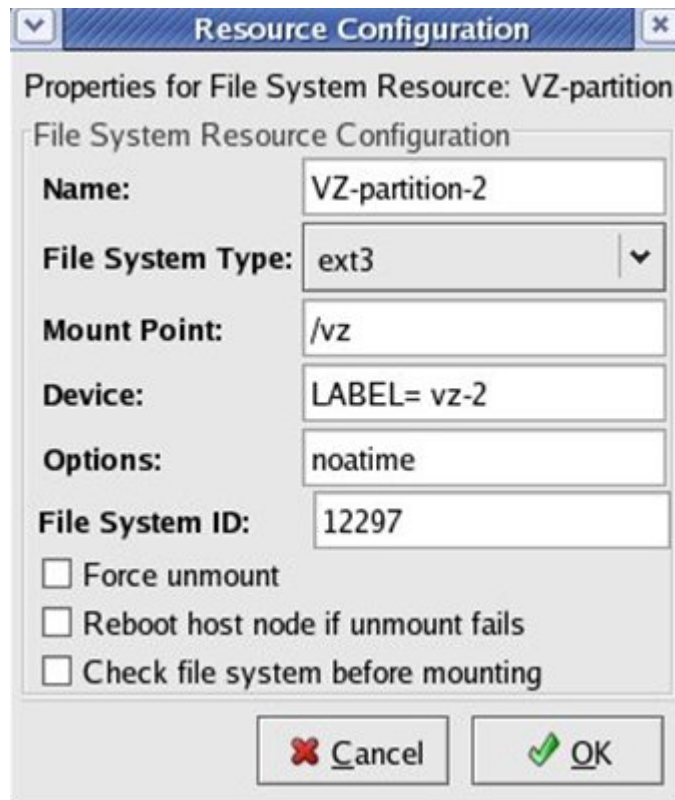 Resource Configuration
Properties for File System Resource: VZ-partition
File System Resource Configuration
Name: VZ-partition-2
File System Type: ext3
Mount Point: /vz
Device: LABEL= vz-2
Options: noatime
File System ID: 12297
Force unmount
Reboot host node if unmount fails
Check file system before mounting
Cancel OK